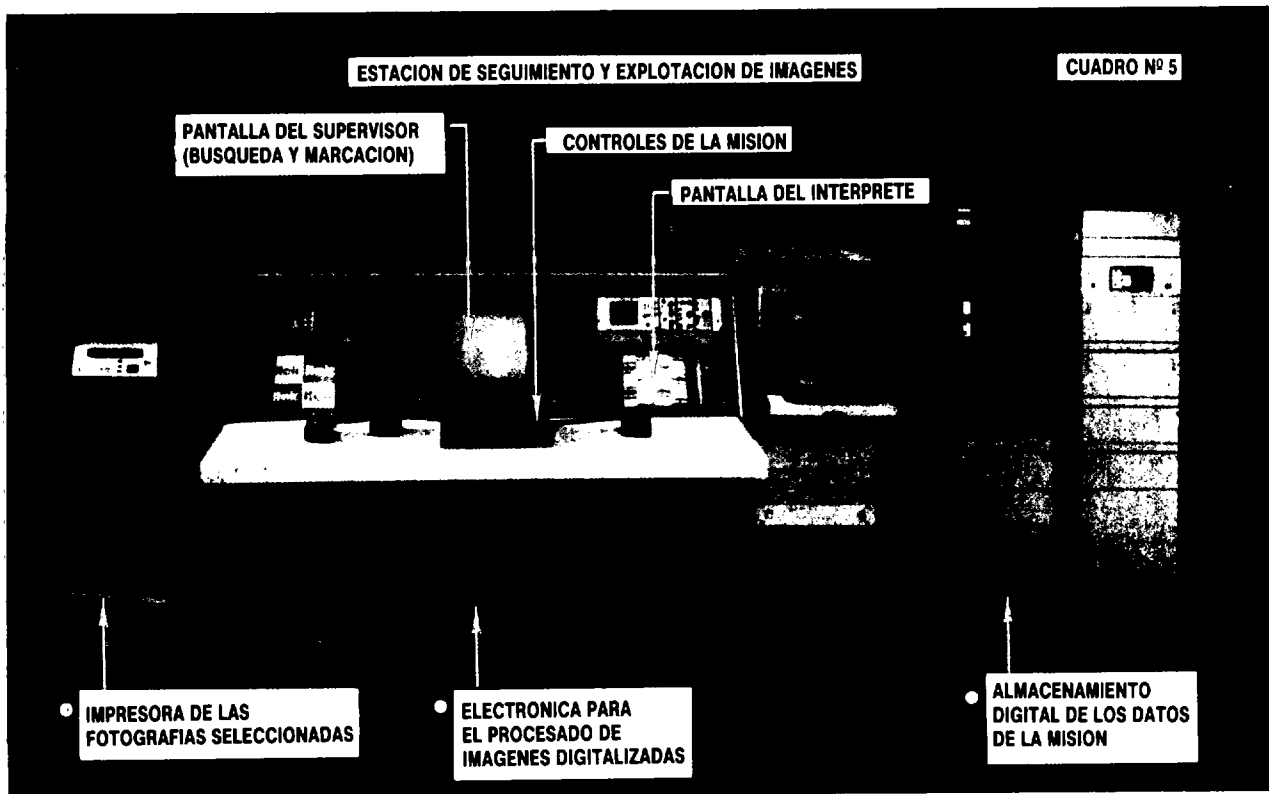 ESTACION DE SEGUIMIENTO Y EXPLOTACION DE IMAGENES
CUADRO Nº 5
PANTALLA DEL SUPERVISOR
(BUSQUEDA Y MARCACION)
CONTROLES DE LA MISION
PANTALLA DEL INTERPRETE
IMPRESORA DE LAS
FOTOGRAFIAS SELECCIONADAS
ELECTRONICA PARA
EL PROCESADO DE
IMAGENES DIGITALIZADAS
ALMACENAMIENTO
DIGITAL DE LOS DATOS
DE LA MISION